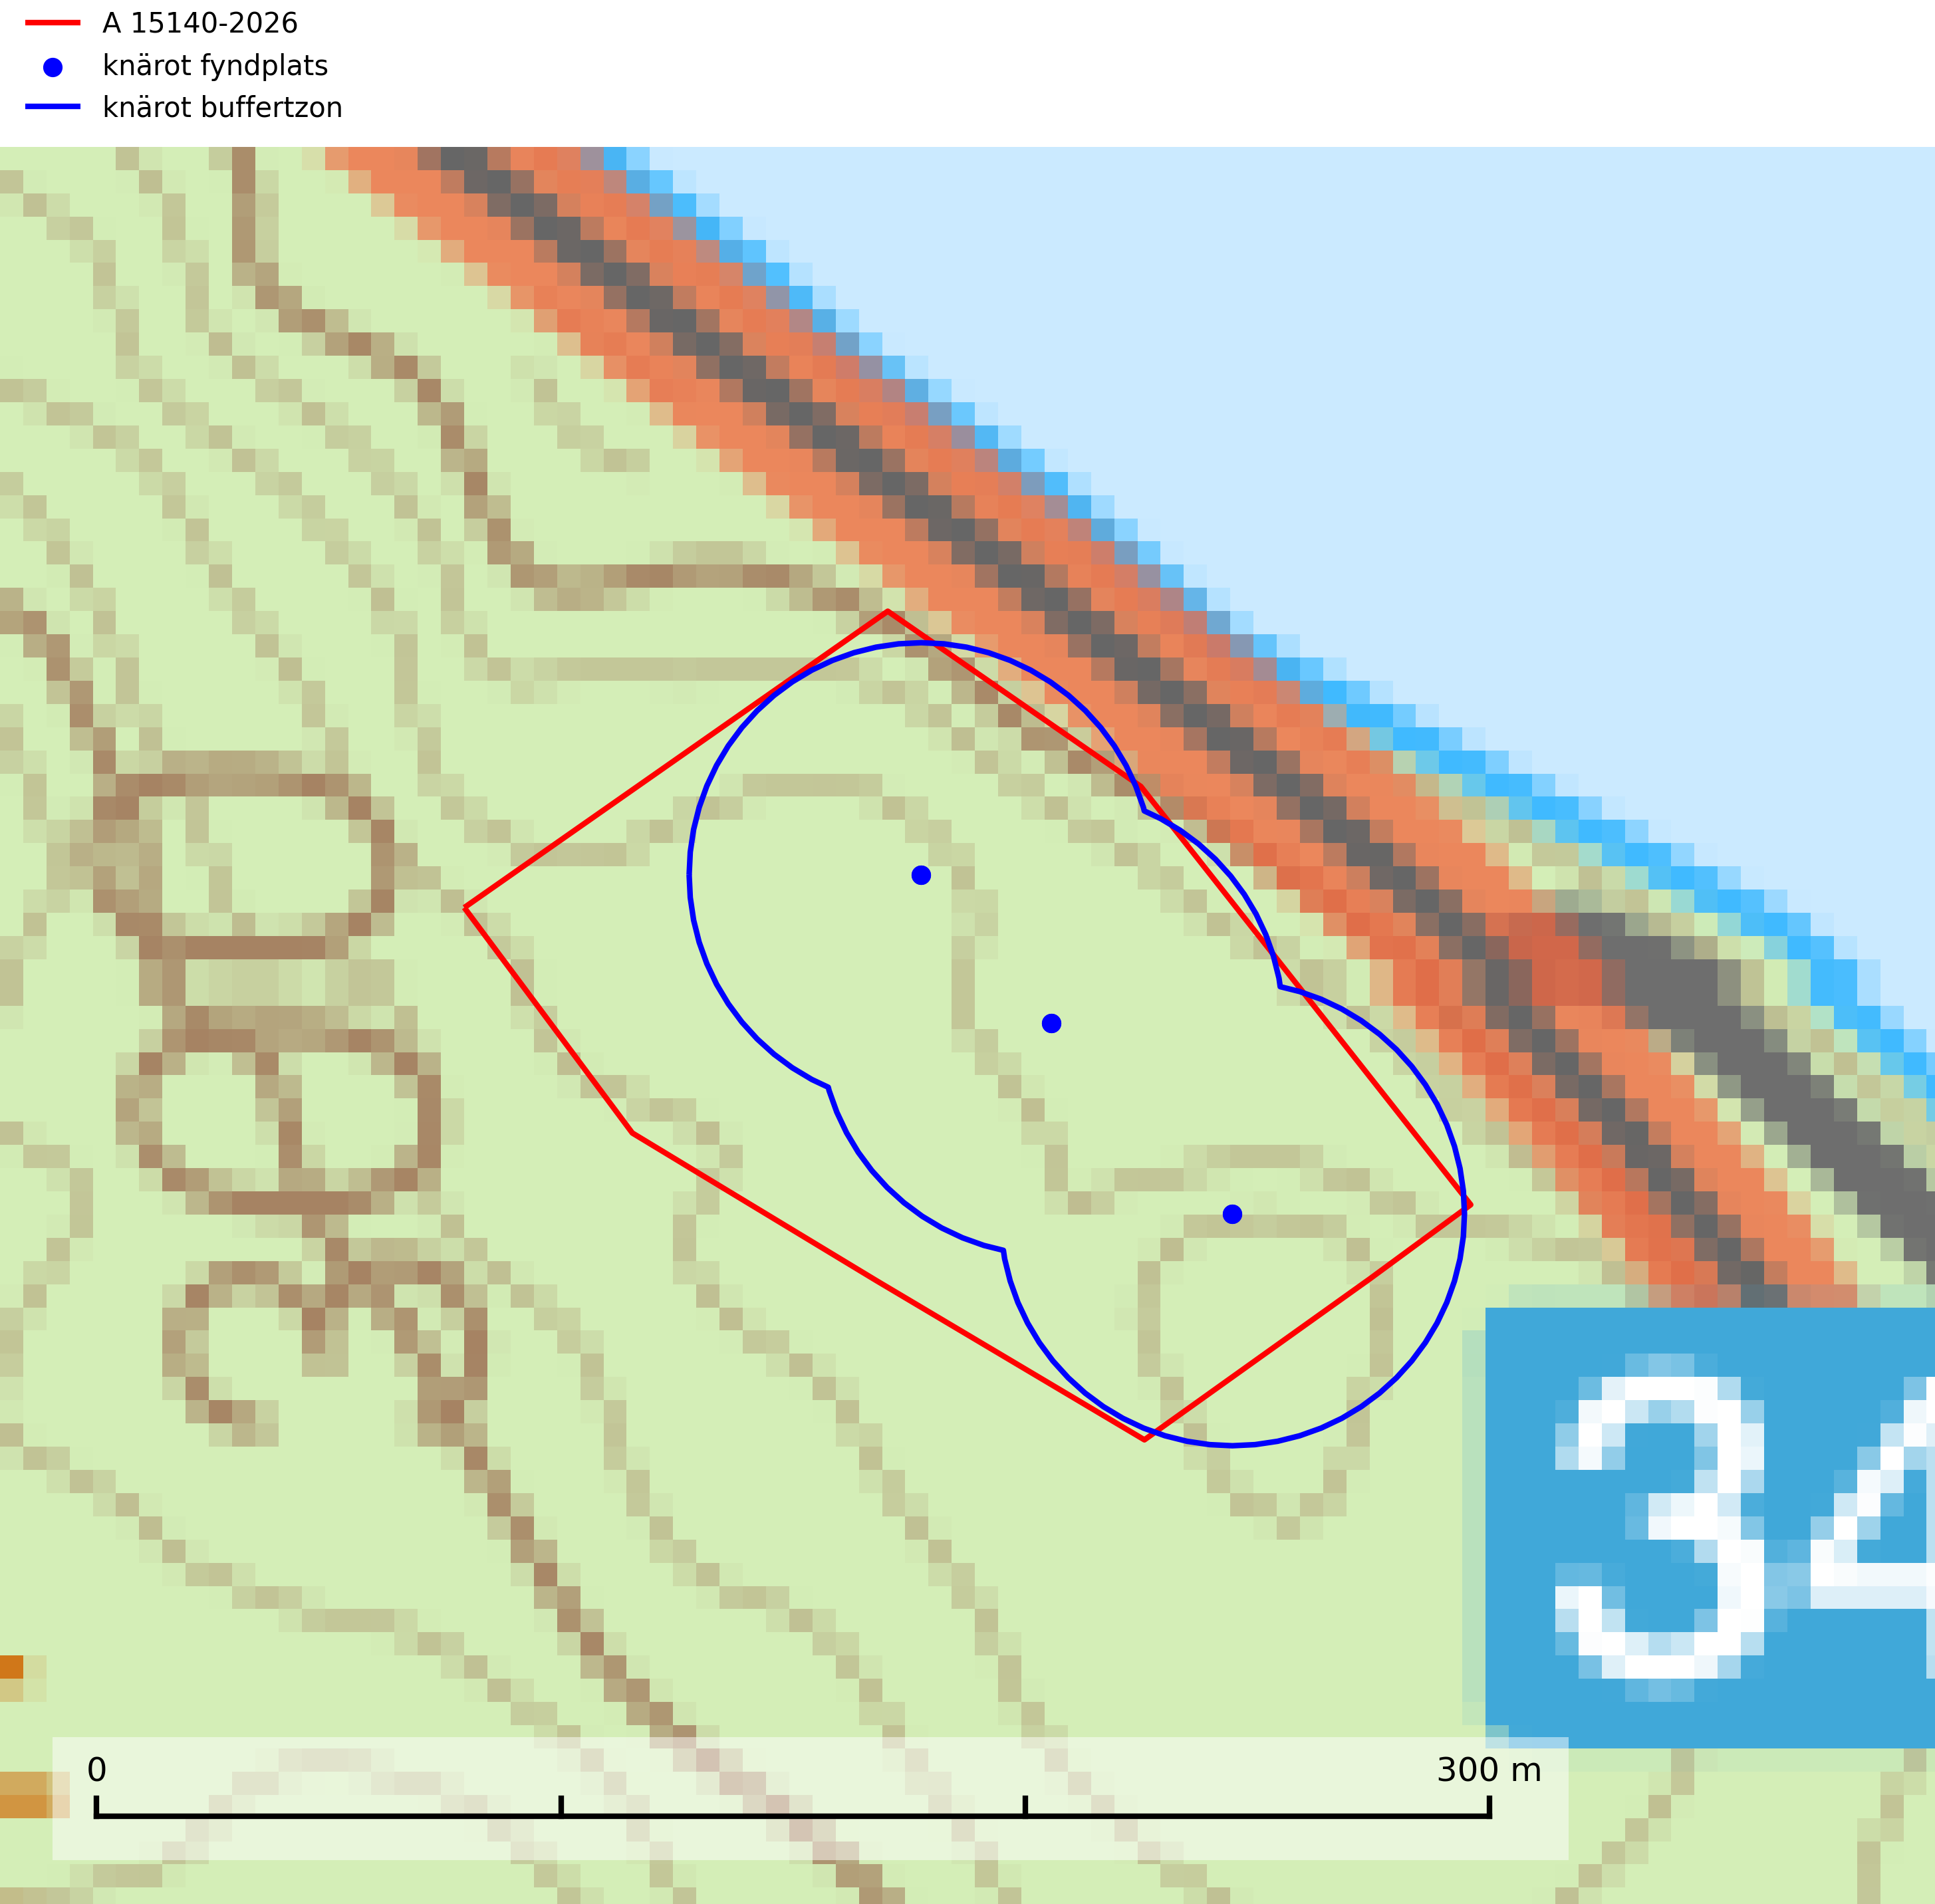 A 15140-2026
knärot fyndplats
knärot buffertzon
0
300 m